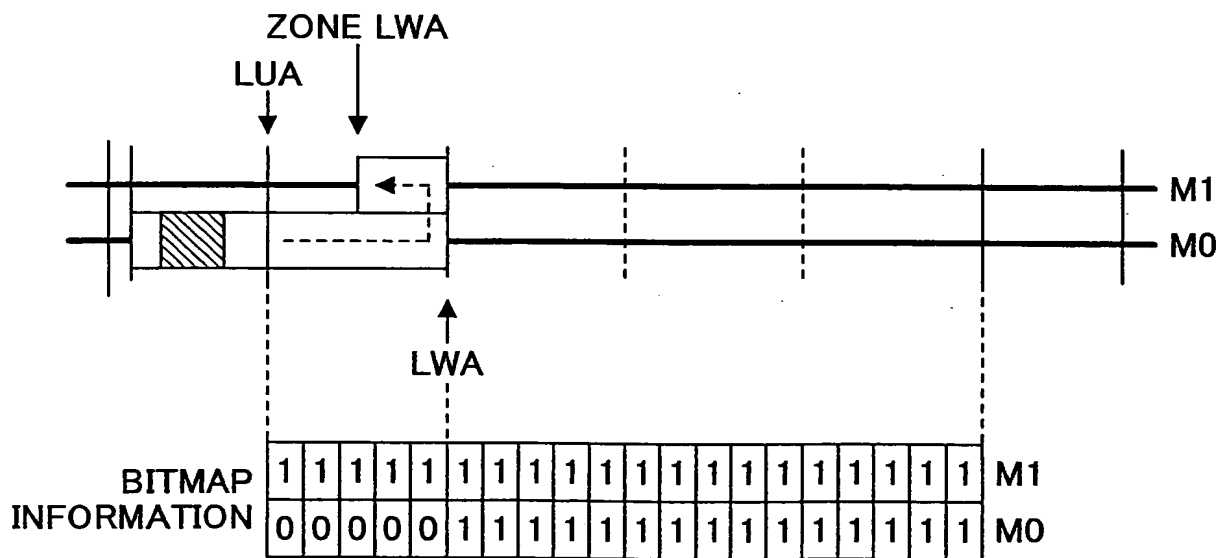 ZONE LWA
LUA
M1
M0
LWA
BITMAP INFORMATION
1 1 1 1 1 1 1 1 1 1 1 1 1 1 1 1 1 1 1 1 M1
0 0 0 0 0 1 1 1 1 1 1 1 1 1 1 1 1 1 1 1 M0